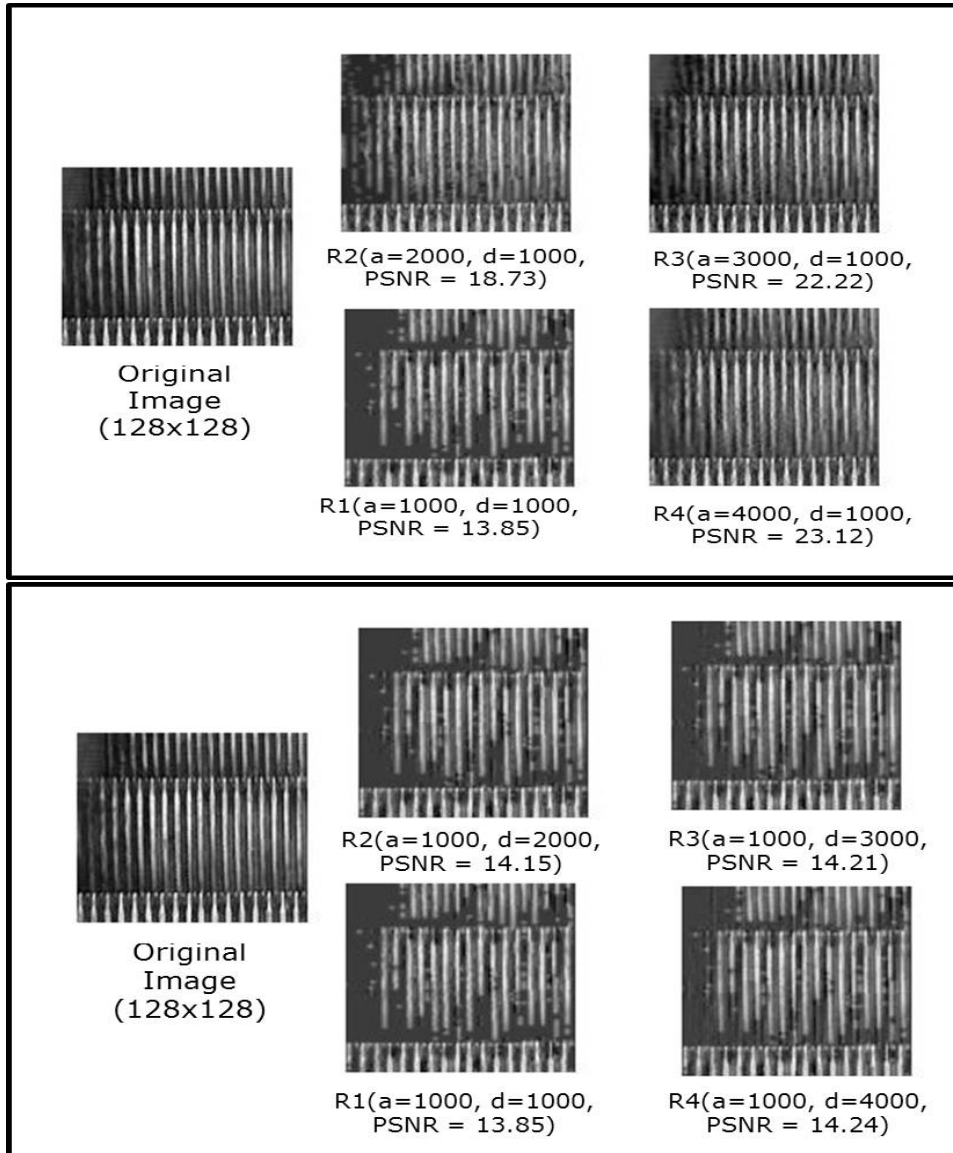 R2(a=2000, d=1000,
PSNR = 18.73)
R3(a=3000, d=1000,
PSNR = 22.22)
Original
Image
(128x128)
R1(a=1000, d=1000,
PSNR = 13.85)
R4(a=4000, d=1000,
PSNR = 23.12)
R2(a=1000, d=2000,
PSNR = 14.15)
R3(a=1000, d=3000,
PSNR = 14.21)
Original
Image
(128x128)
R1(a=1000, d=1000,
PSNR = 13.85)
R4(a=1000, d=4000,
PSNR = 14.24)